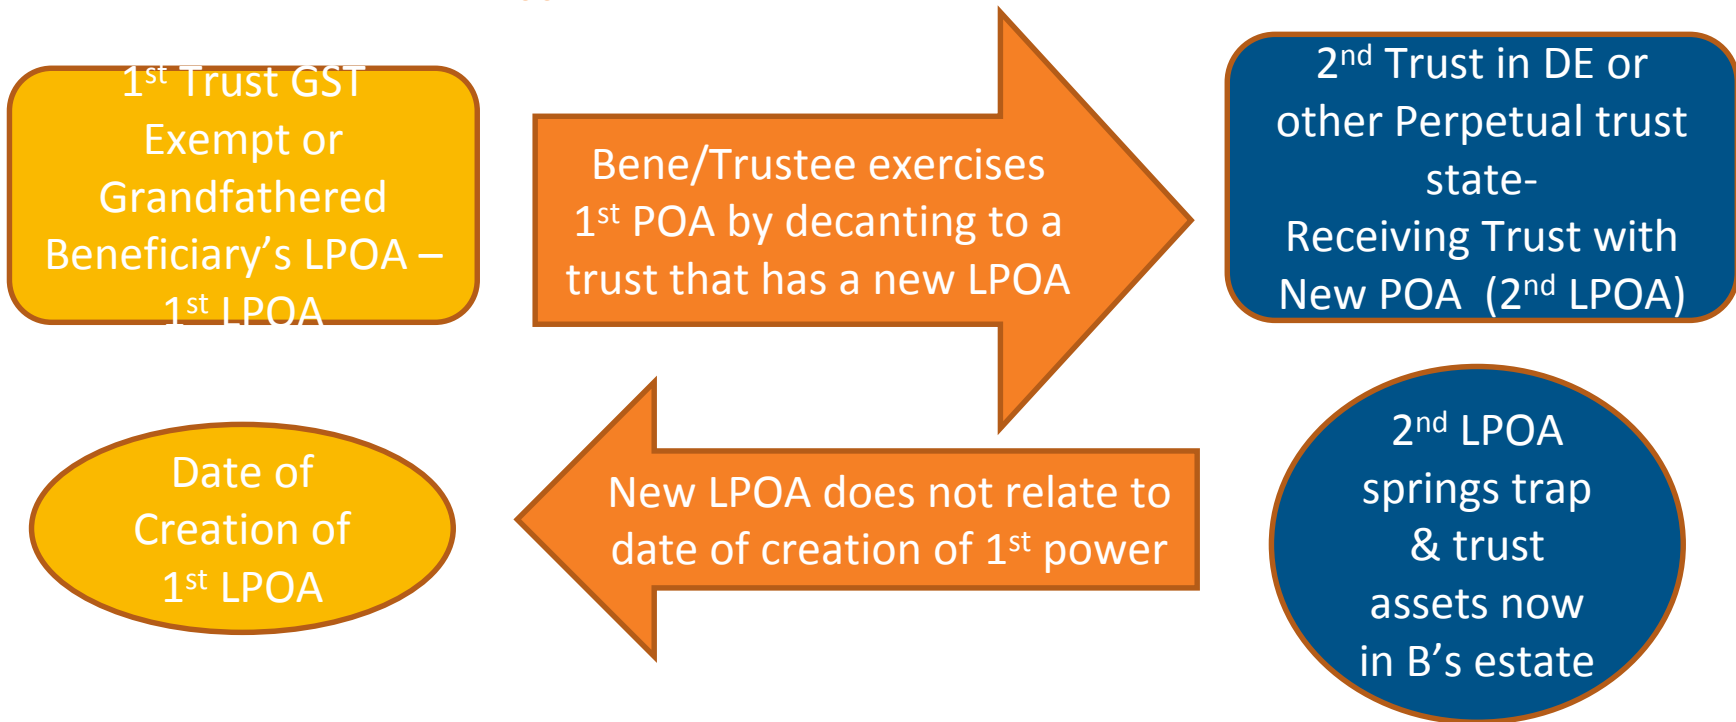 1st Trust GST
Exempt or
Grandfathered
Beneficiary’s LPOA –
1st LPOA
Bene/Trustee exercises
1st POA by decanting to a
trust that has a new LPOA
2nd Trust in DE or
other Perpetual trust
state-
Receiving Trust with
New POA (2nd LPOA)
Date of
Creation of
1st LPOA
New LPOA does not relate to
date of creation of 1st power
2nd LPOA
springs trap
& trust
assets now
in B’s estate